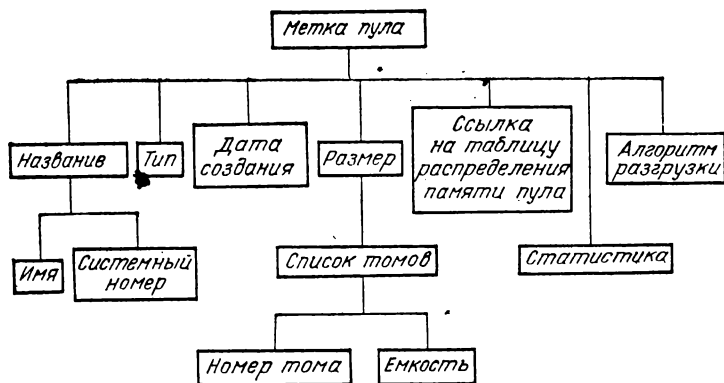 Метка пула
Название
Тип
Дата
создания
Размер
Ссылка
на таблицу
распределения
памяти пула
Алгоритм
разгрузки
Имя
Системный
номер
Список томов
Статистика
Номер тома
Емкость